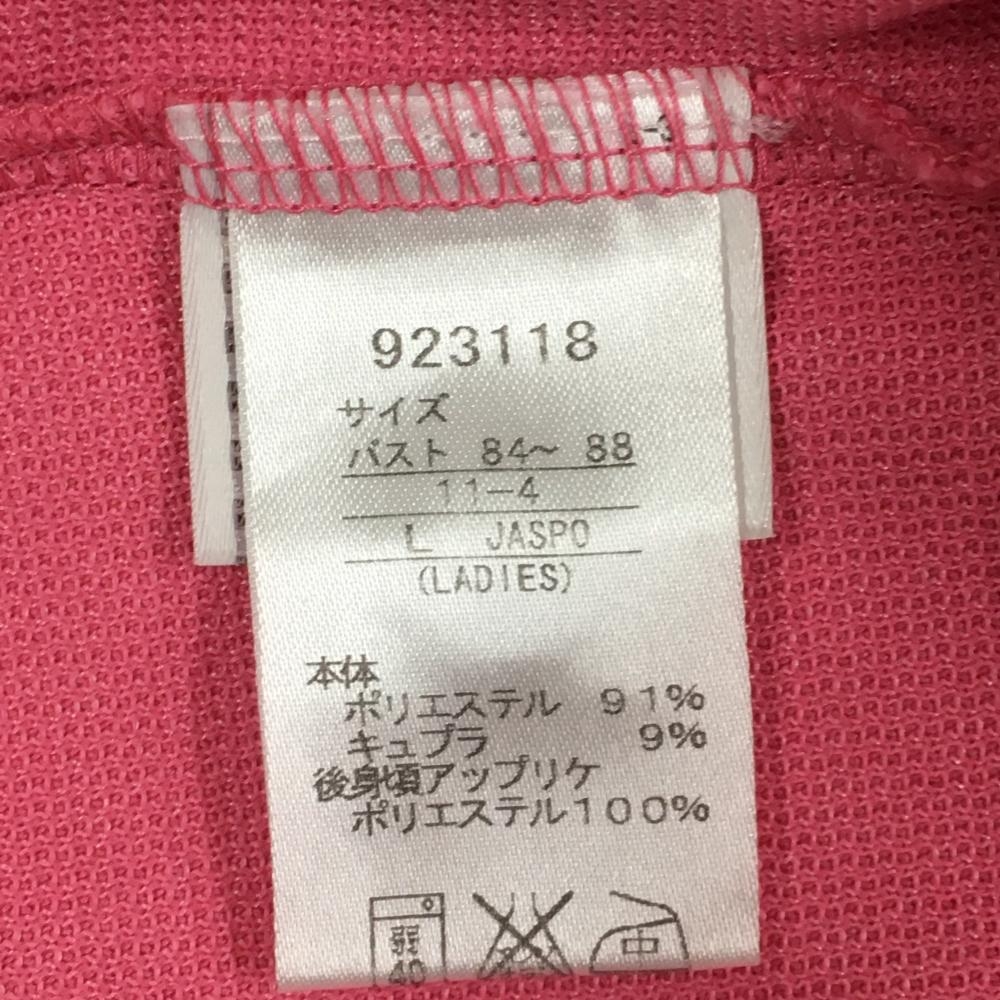 923118
サイズ
バスト 84～ 88
11-4
L JASPO
(LADIES)
本体
ポリエステル 91%
キュプラ 9%
後身頃アップリケ
ポリエステル100%
弱 中
40